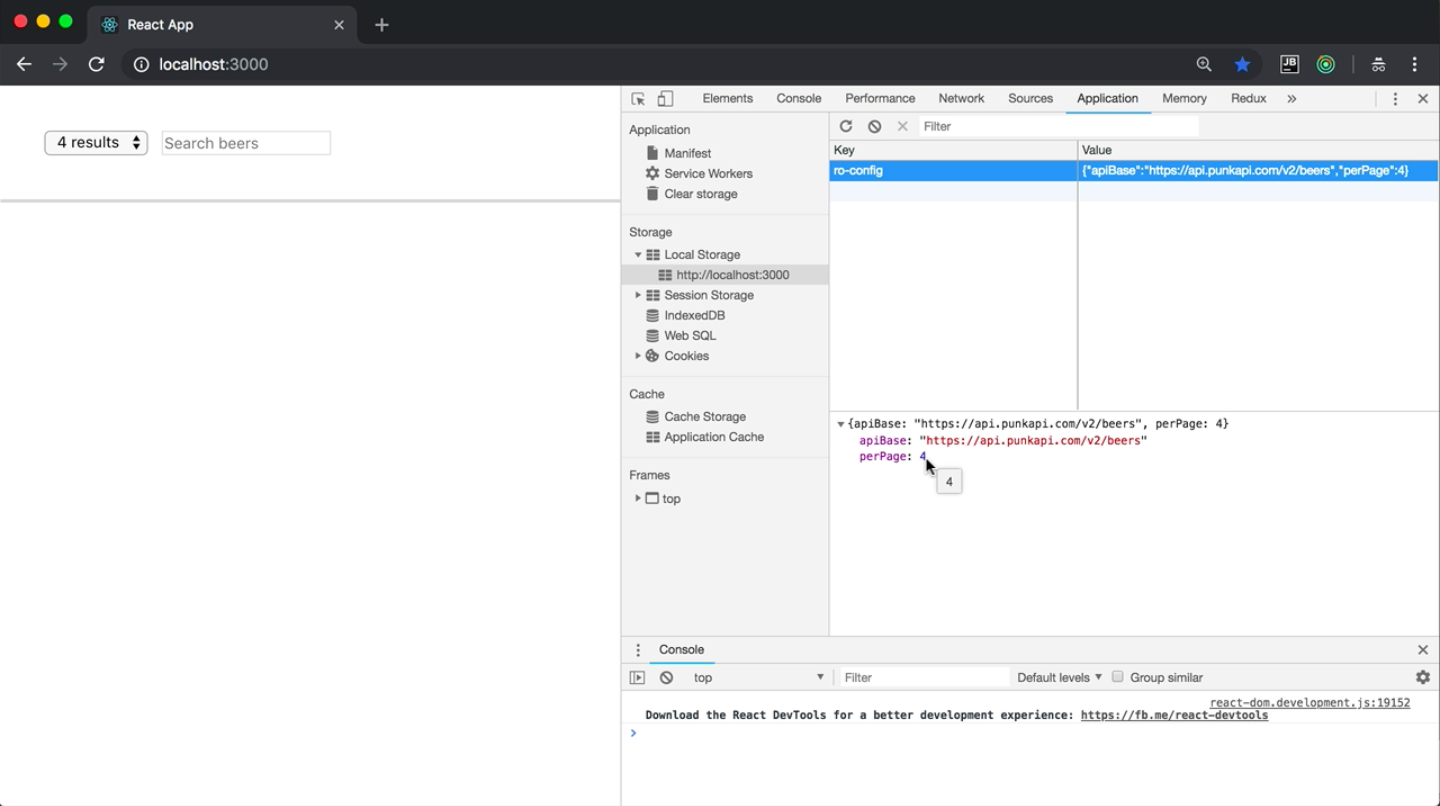 React App
localhost:3000
JB
4 results
Search beers
Elements Console Performance Network Sources Application Memory Redux »
Application
Manifest
Service Workers
Clear storage
Storage
Local Storage
http://localhost:3000
Session Storage
IndexedDB
Web SQL
Cookies
Cache
Cache Storage
Application Cache
Frames
top
Filter
Key Value
ro-config {"apiBase":"https://api.punkapi.com/v2/beers","perPage":4}
{apiBase: "https://api.punkapi.com/v2/beers", perPage: 4}
apiBase: "https://api.punkapi.com/v2/beers"
perPage: 4
4
Console
top Filter Default levels Group similar
react-dom.development.js:19152
Download the React DevTools for a better development experience: https://fb.me/react-devtools